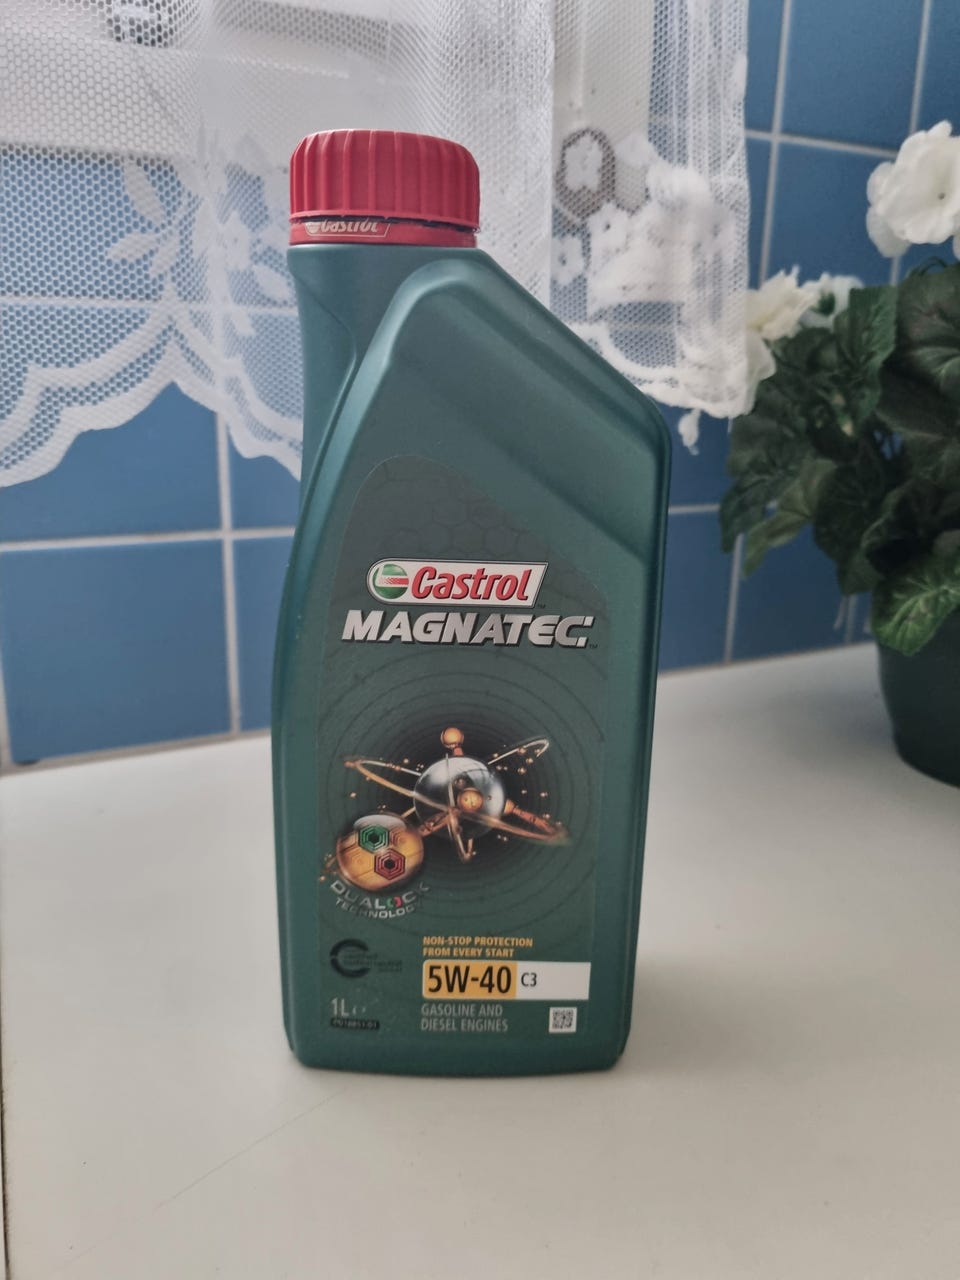 Castrol
Castrol
MAGNATEC
DUALOCK
TECHNOLOGY
NON-STOP PROTECTION
FROM EVERY START
5W-40 C3
1L
GASOLINE AND
DIESEL ENGINES